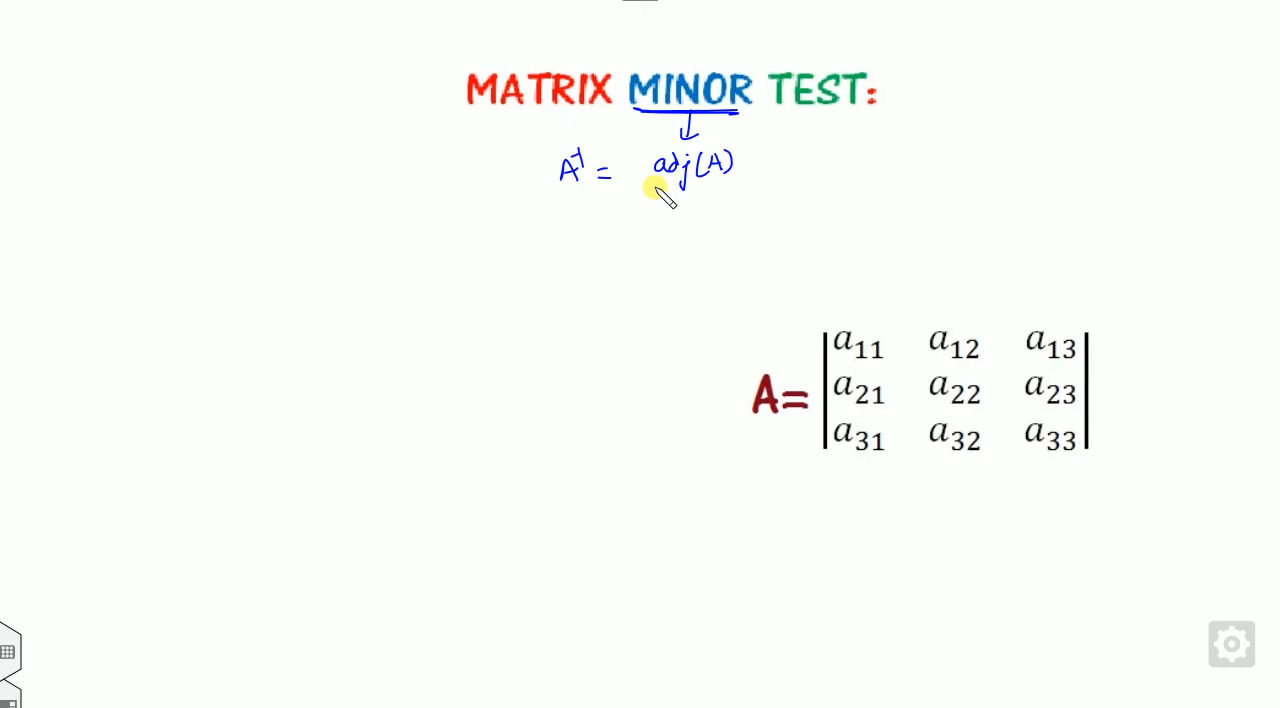 MATRIX MINOR TEST:
A⁻¹ = adj(A)
a₁₁ a₁₂ a₁₃
A= a₂₁ a₂₂ a₂₃
a₃₁ a₃₂ a₃₃